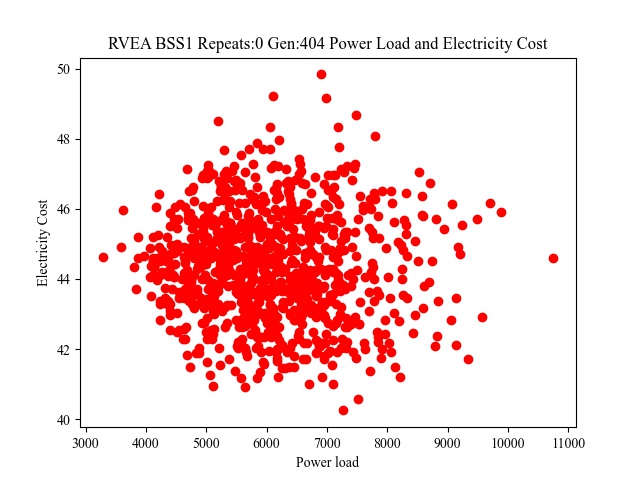 RVEA BSS1 Repeats:0 Gen:404 Power Load and Electricity Cost
50
48
46
44
42
40
Electricity Cost
3000 4000 5000 6000 7000 8000 9000 10000 11000
Power load